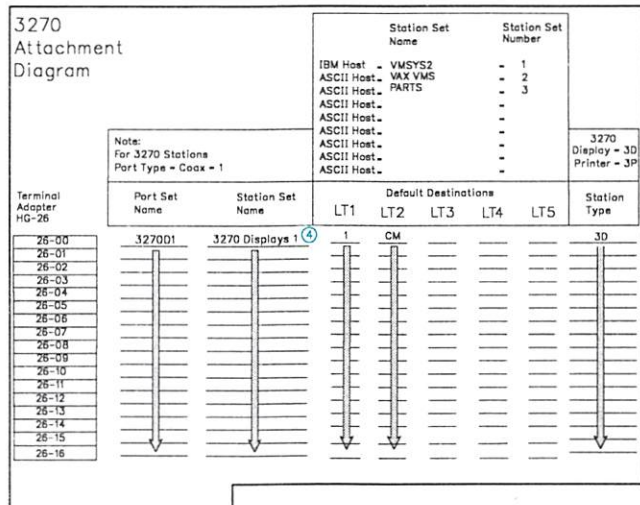 3270
Attachment
Diagram
Station Set Name
Station Set Number
IBM Host - VMSYS2 - 1
ASCII Host - VAX VMS - 2
ASCII Host - PARTS - 3
ASCII Host - -
ASCII Host - -
ASCII Host - -
ASCII Host - -
ASCII Host - -
ASCII Host - -
Note:
For 3270 Stations
Part Type - Coax - 1
3270
Display - 3D
Printer - 3P
Terminal
Adapter
HG-26
Port Set
Name
Station Set
Name
Default Destinations
LT1 LT2 LT3 LT4 LT5
Station
Type
26-00 3270D1 3270 Displays 1 4 1 CM 3D
26-01
26-02
26-03
26-04
26-05
26-06
26-07
26-08
26-09
26-10
26-11
26-12
26-13
26-14
26-15
26-16